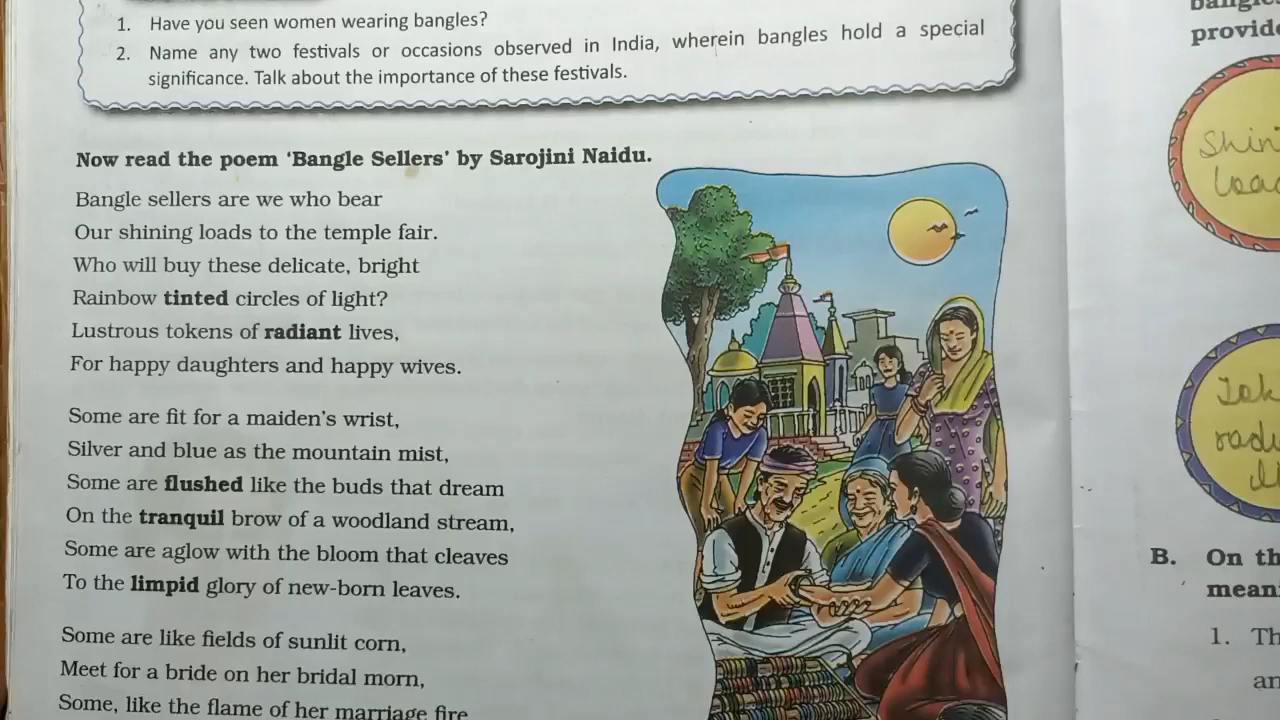 1. Have you seen women wearing bangles?
2. Name any two festivals or occasions observed in India, wherein bangles hold a special
significance. Talk about the importance of these festivals.
Now read the poem ‘Bangle Sellers’ by Sarojini Naidu.
Bangle sellers are we who bear
Our shining loads to the temple fair.
Who will buy these delicate, bright
Rainbow tinted circles of light?
Lustrous tokens of radiant lives,
For happy daughters and happy wives.
Some are fit for a maiden’s wrist,
Silver and blue as the mountain mist,
Some are flushed like the buds that dream
On the tranquil brow of a woodland stream,
Some are aglow with the bloom that cleaves
To the limpid glory of new-born leaves.
Some are like fields of sunlit corn,
Meet for a bride on her bridal morn,
Some, like the flame of her marriage fire
B. On
1.